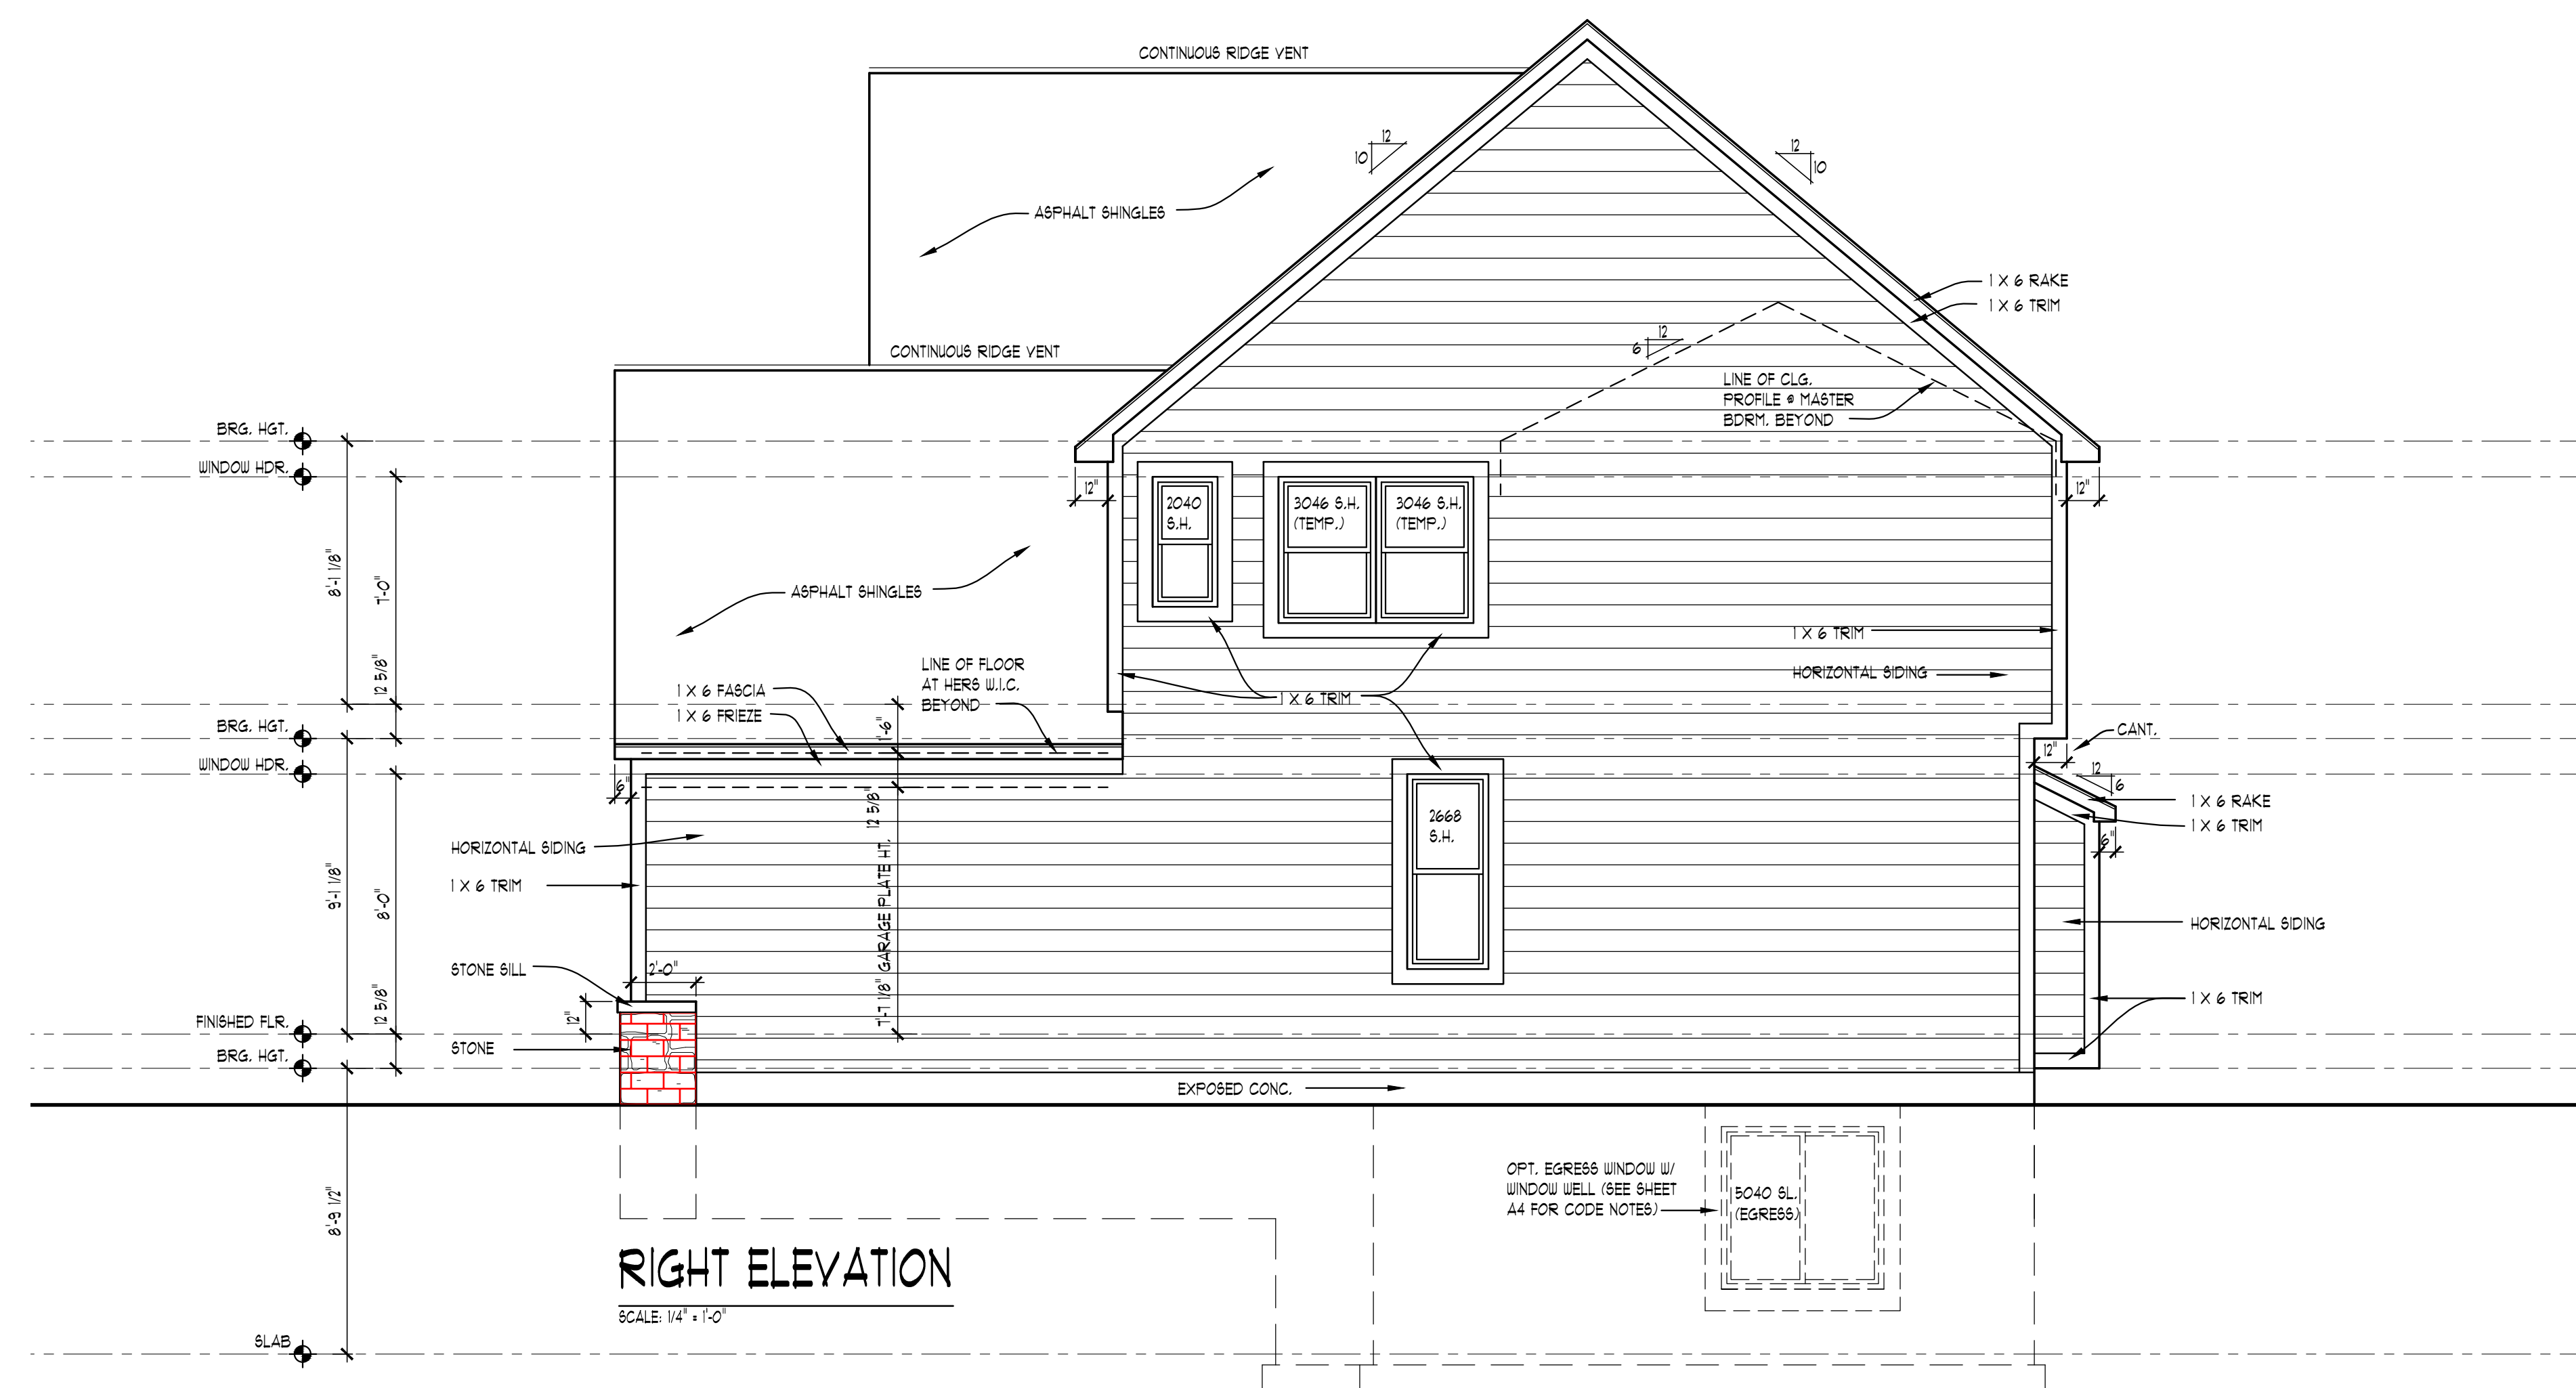 CONTINUOUS RIDGE VENT
12
10
12
10
ASPHALT SHINGLES
1 X 6 RAKE
1 X 6 TRIM
CONTINUOUS RIDGE VENT
12
6
LINE OF CLG.
PROFILE @ MASTER
BDRM. BEYOND
BRG. HGT.
WINDOW HDR.
12"
12"
2040
S.H.
3046 S.H.
(TEMP.)
3046 S.H.
(TEMP.)
8'-1 1/8"
7'-0"
ASPHALT SHINGLES
1 X 6 TRIM
HORIZONTAL SIDING
12 5/8"
LINE OF FLOOR
AT HERS W.I.C.
BEYOND
1 X 6 FASCIA
1 X 6 FRIEZE
1 X 6 TRIM
1'-6"
BRG. HGT.
CANT.
12"
WINDOW HDR.
6"
12
6
1 X 6 RAKE
1 X 6 TRIM
6"
12 5/8"
2668
S.H.
HORIZONTAL SIDING
1 X 6 TRIM
9'-1 1/8"
8'-0"
7'-7 1/8" GARAGE PLATE HT.
HORIZONTAL SIDING
STONE SILL
2'-0"
1 X 6 TRIM
12 5/8"
12"
FINISHED FLR.
STONE
BRG. HGT.
EXPOSED CONC.
8'-9 1/2"
OPT. EGRESS WINDOW W/
WINDOW WELL (SEE SHEET
A4 FOR CODE NOTES)
5040 SL.
(EGRESS)
RIGHT ELEVATION
SCALE: 1/4" = 1'-0"
SLAB